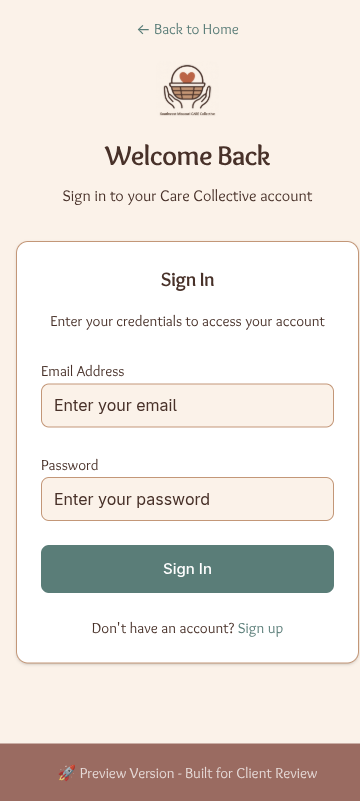 ← Back to Home
Southwest Missouri CARE Collective
Welcome Back
Sign in to your Care Collective account
Sign In
Enter your credentials to access your account
Email Address
Enter your email
Password
Enter your password
Sign In
Don't have an account? Sign up
🚀 Preview Version - Built for Client Review